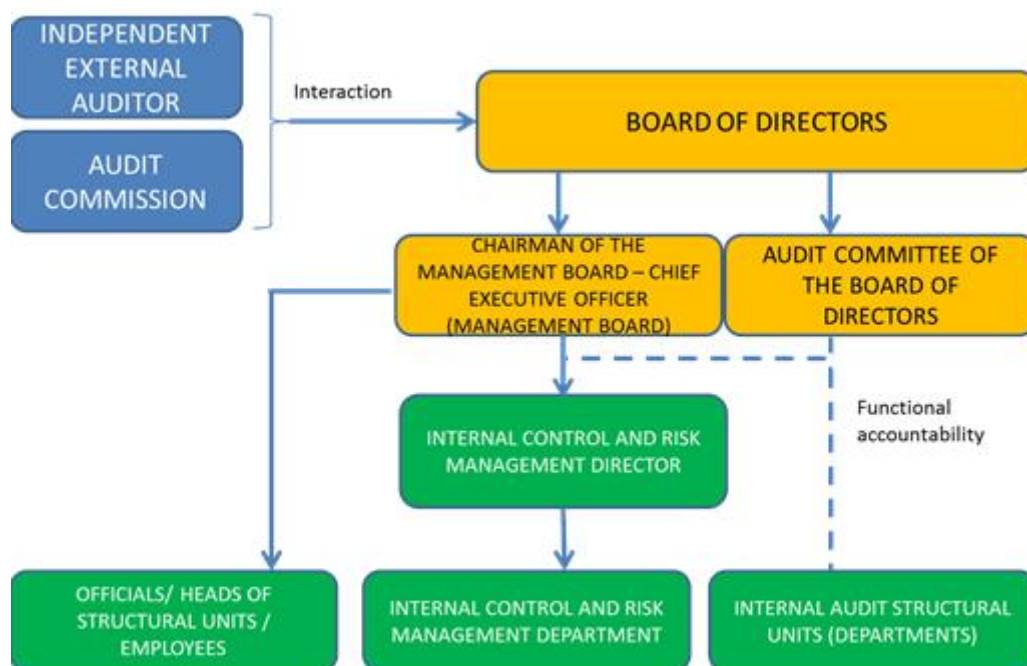 INDEPENDENT
EXTERNAL
AUDITOR
AUDIT
COMMISSION
Interaction
BOARD OF DIRECTORS
CHAIRMAN OF THE
MANAGEMENT BOARD – CHIEF
EXECUTIVE OFFICER
(MANAGEMENT BOARD)
AUDIT COMMITTEE OF
THE BOARD OF
DIRECTORS
Functional
accountability
INTERNAL CONTROL AND RISK
MANAGEMENT DIRECTOR
OFFICIALS/ HEADS OF
STRUCTURAL UNITS /
EMPLOYEES
INTERNAL CONTROL AND RISK
MANAGEMENT DEPARTMENT
INTERNAL AUDIT STRUCTURAL
UNITS (DEPARTMENTS)